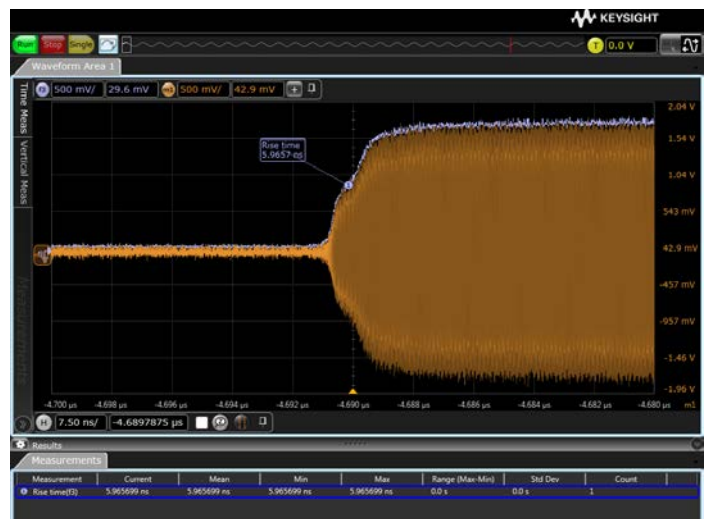 KEYSIGHT
Run Stop Single T 0.0 V
Waveform Area 1
f3 500 mV/ 29.6 mV m1 500 mV/ 42.9 mV +
Time Meas
Vertical Meas
Measurements
Rise time
5.9657 ns
2.04 V
1.54 V
1.04 V
543 mV
42.9 mV
-457 mV
-957 mV
-1.46 V
-1.96 V
-4.700 µs -4.698 µs -4.696 µs -4.694 µs -4.692 µs -4.690 µs -4.688 µs -4.686 µs -4.684 µs -4.682 µs -4.680 µs m1
H 7.50 ns/ -4.6897875 µs
Results
Measurements
Measurement Current Mean Min Max Range (Max-Min) Std Dev Count
Rise time(f3) 5.965699 ns 5.965699 ns 5.965699 ns 5.965699 ns 0.0 s 0.0 s 1